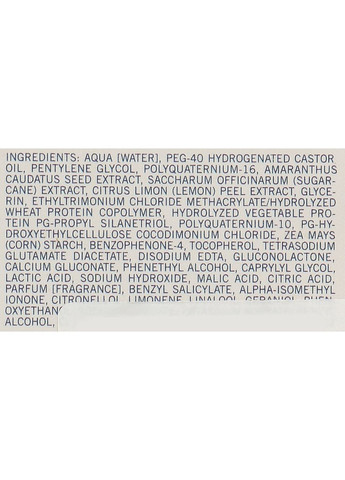 INGREDIENTS: AQUA [WATER], PEG-40 HYDROGENATED CASTOR
OIL, PENTYLENE GLYCOL, POLYQUATERNIUM-16, AMARANTHUS
CAUDATUS SEED EXTRACT, SACCHARUM OFFICINARUM (SUGAR-
CANE) EXTRACT, CITRUS LIMON (LEMON) PEEL EXTRACT, GLYCE-
RIN, ETHYLTRIMONIUM CHLORIDE METHACRYLATE/HYDROLYZED
WHEAT PROTEIN COPOLYMER, HYDROLYZED VEGETABLE PRO-
TEIN PG-PROPYL SILANETRIOL, POLYQUATERNIUM-10, PG-HY-
DROXYETHYLCELLULOSE COCODIMONIUM CHLORIDE, ZEA MAYS
(CORN) STARCH, BENZOPHENONE-4, TOCOPHEROL, TETRASODIUM
GLUTAMATE DIACETATE, DISODIUM EDTA, GLUCONOLACTONE,
CALCIUM GLUCONATE, PHENETHYL ALCOHOL, CAPRYLYL GLYCOL,
LACTIC ACID, SODIUM HYDROXIDE, MALIC ACID, CITRIC ACID,
PARFUM [FRAGRANCE], BENZYL SALICYLATE, ALPHA-ISOMETHYL
IONONE, CITRONELLOL, LIMONENE, LINALOOL, GERANIOL, PHEN-
OXYETHANO
ALCOHOL,